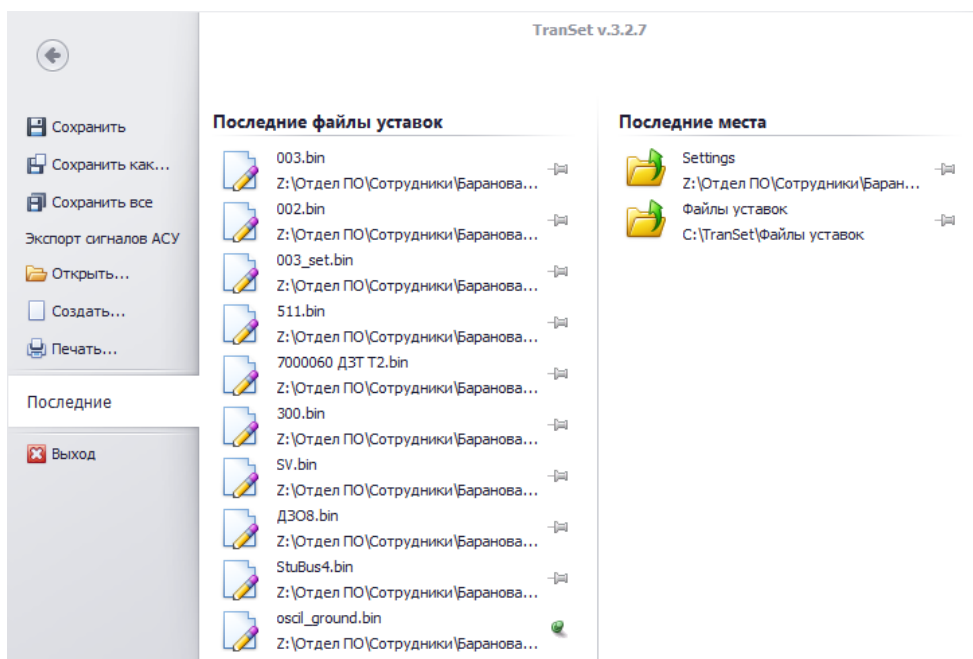 TranSet v.3.2.7
Сохранить
Сохранить как...
Сохранить все
Экспорт сигналов АСУ
Открыть...
Создать...
Печать...
Последние
Выход
Последние файлы уставок
003.bin
Z:\Отдел ПО\Сотрудники\Баранова...
002.bin
Z:\Отдел ПО\Сотрудники\Баранова...
003_set.bin
Z:\Отдел ПО\Сотрудники\Баранова...
511.bin
Z:\Отдел ПО\Сотрудники\Баранова...
7000060 ДЗТ Т2.bin
Z:\Отдел ПО\Сотрудники\Баранова...
300.bin
Z:\Отдел ПО\Сотрудники\Баранова...
SV.bin
Z:\Отдел ПО\Сотрудники\Баранова...
ДЗО8.bin
Z:\Отдел ПО\Сотрудники\Баранова...
StuBus4.bin
Z:\Отдел ПО\Сотрудники\Баранова...
oscil_ground.bin
Z:\Отдел ПО\Сотрудники\Баранова...
Последние места
Settings
Z:\Отдел ПО\Сотрудники\Баран...
Файлы уставок
C:\TranSet\Файлы уставок